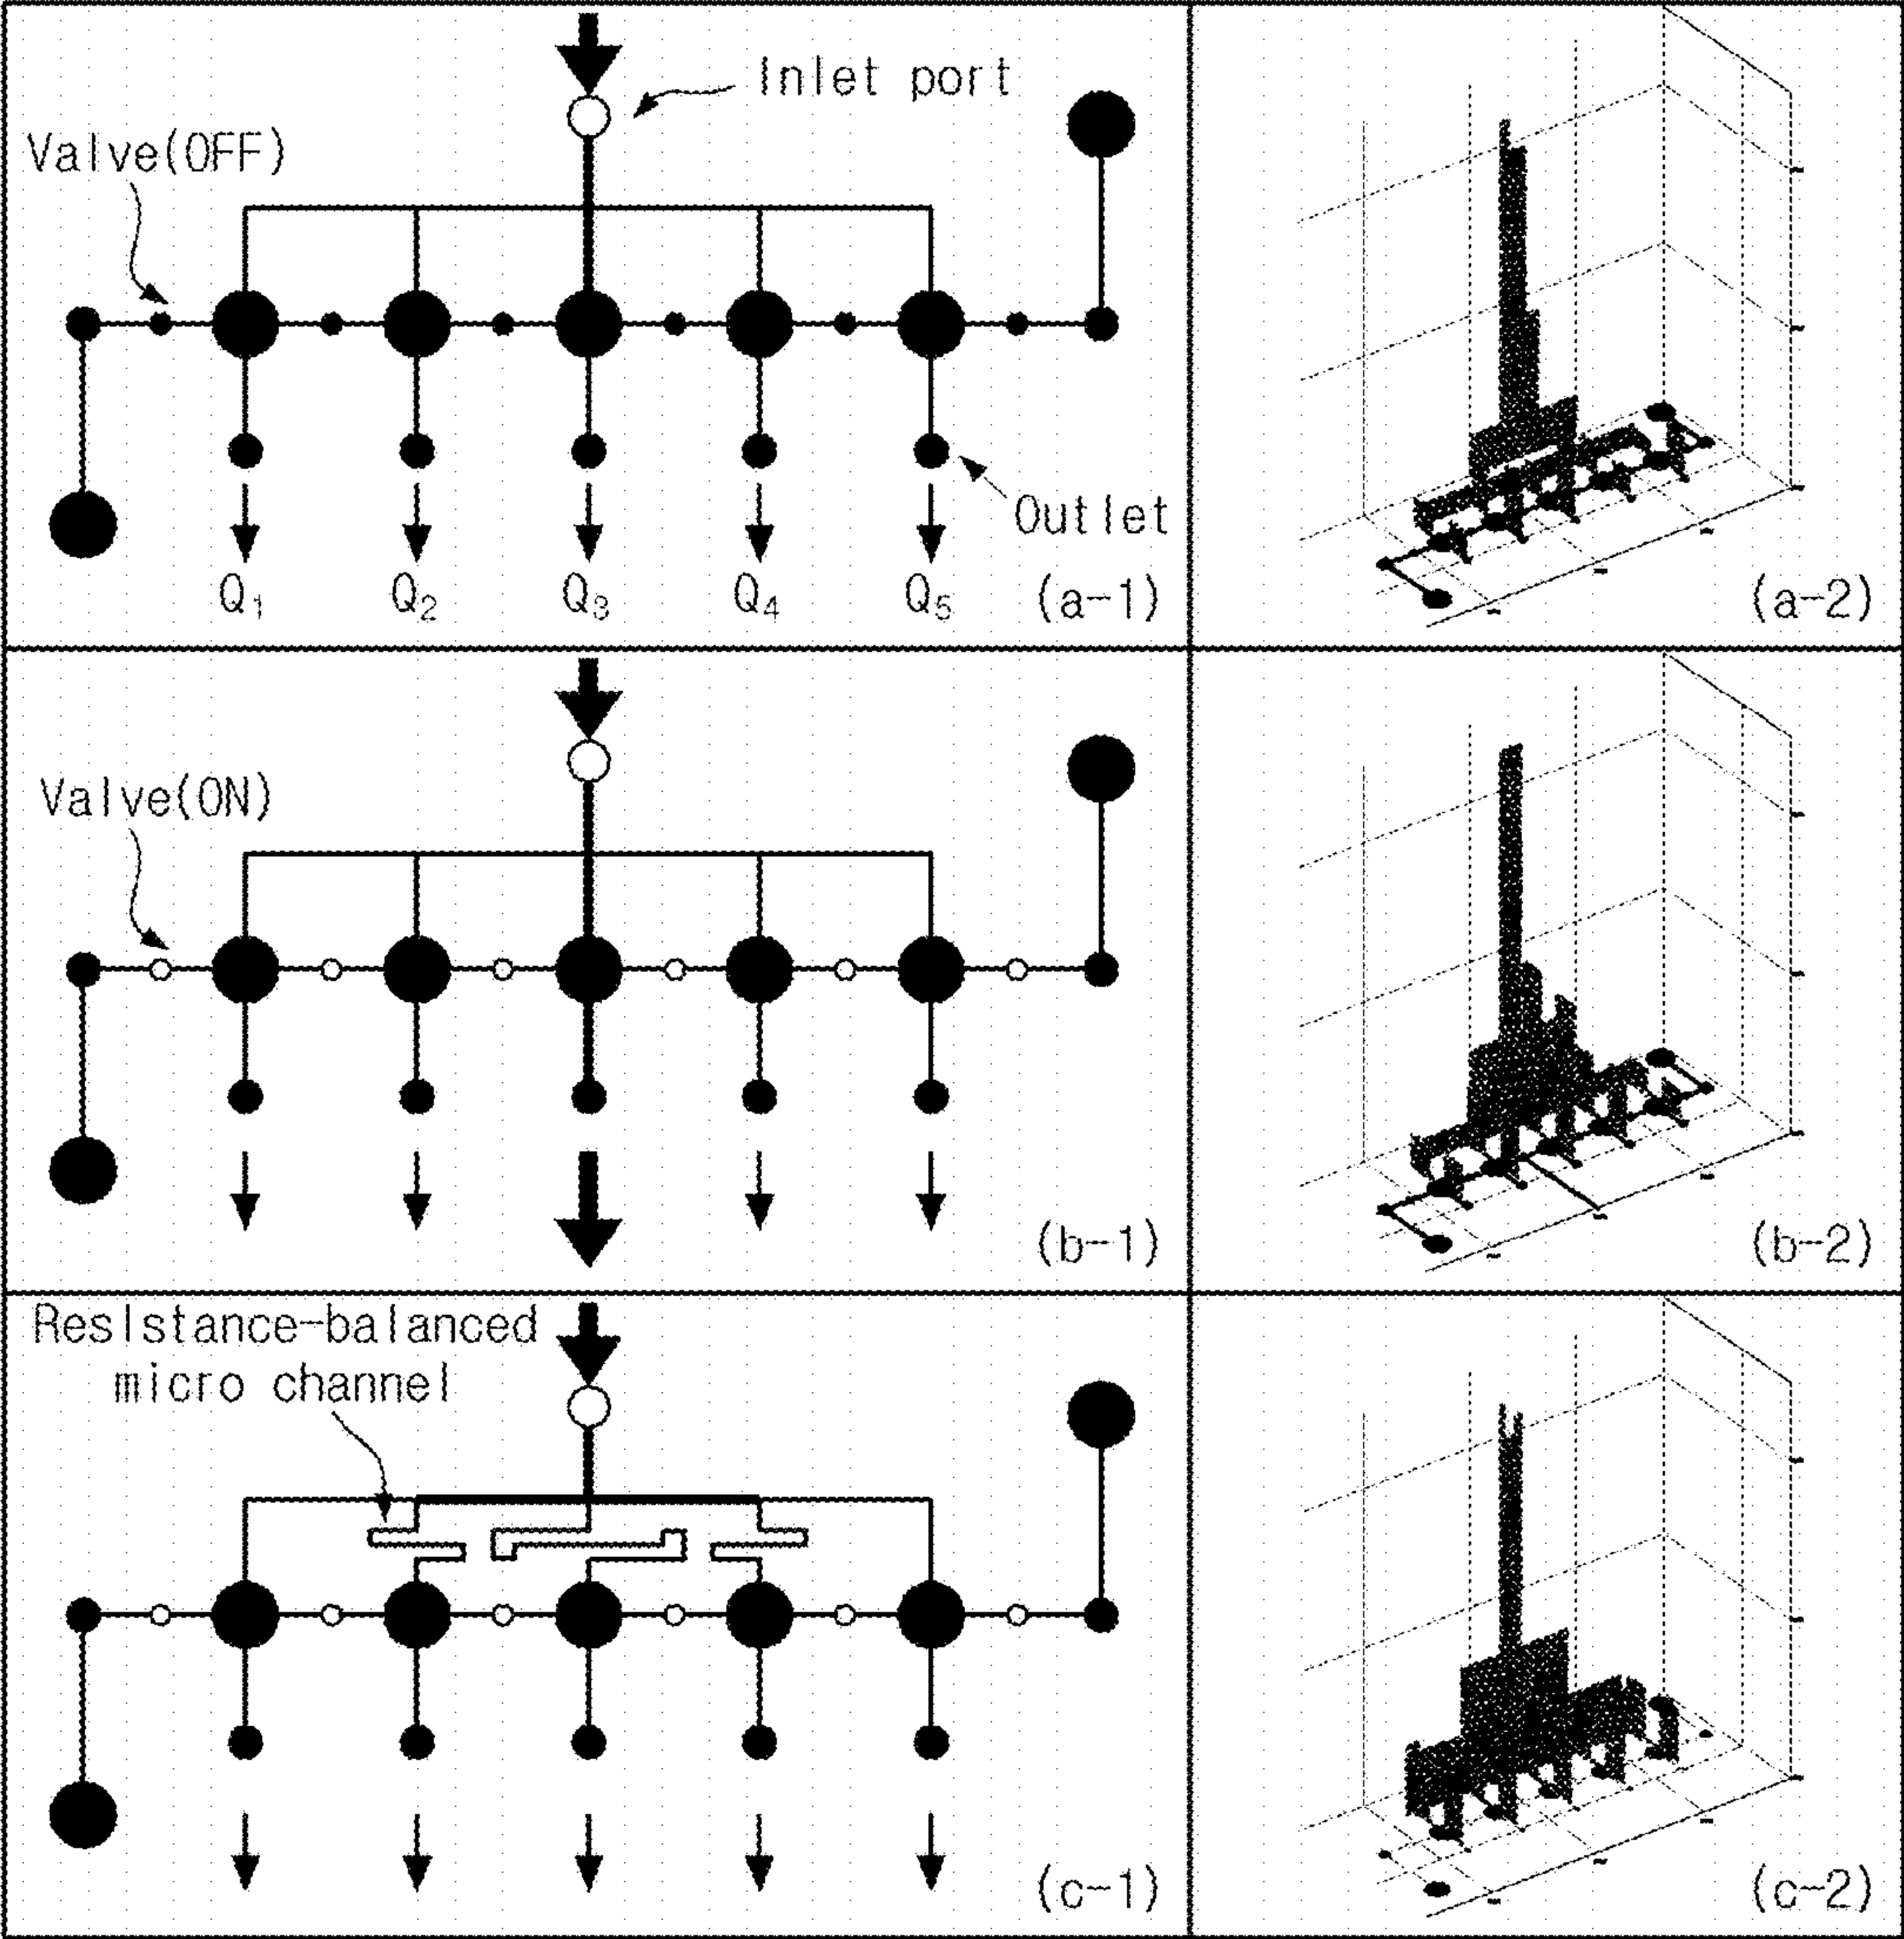 Inlet port
Valve(OFF)
Outlet
Q₁ Q₂ Q₃ Q₄ Q₅ (a-1)
(a-2)
Valve(ON)
(b-1)
(b-2)
Resistance-balanced
micro channel
(c-1)
(c-2)